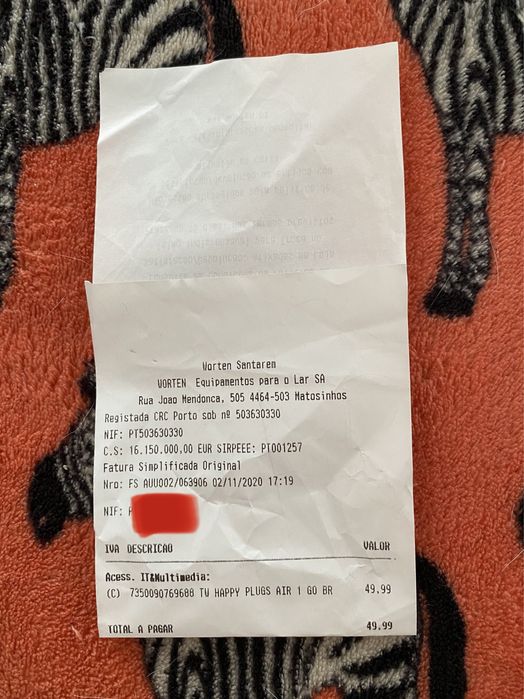 Worten Santarem
WORTEN Equipamentos para o Lar SA
Rua Joao Mendonca, 505 4464-503 Matosinhos
Registada CRC Porto sob nº 503630330
NIF: PT503630330
C.S: 16.150.000,00 EUR SIRPEEE: PT001257
Fatura Simplificada Original
Nro: FS AUU002/063906 02/11/2020 17:19
NIF: P
IVA DESCRICAO VALOR
Acess. IT&Multimedia:
(C) 7350090769688 TW HAPPY PLUGS AIR 1 GO BR 49.99
TOTAL A PAGAR 49.99